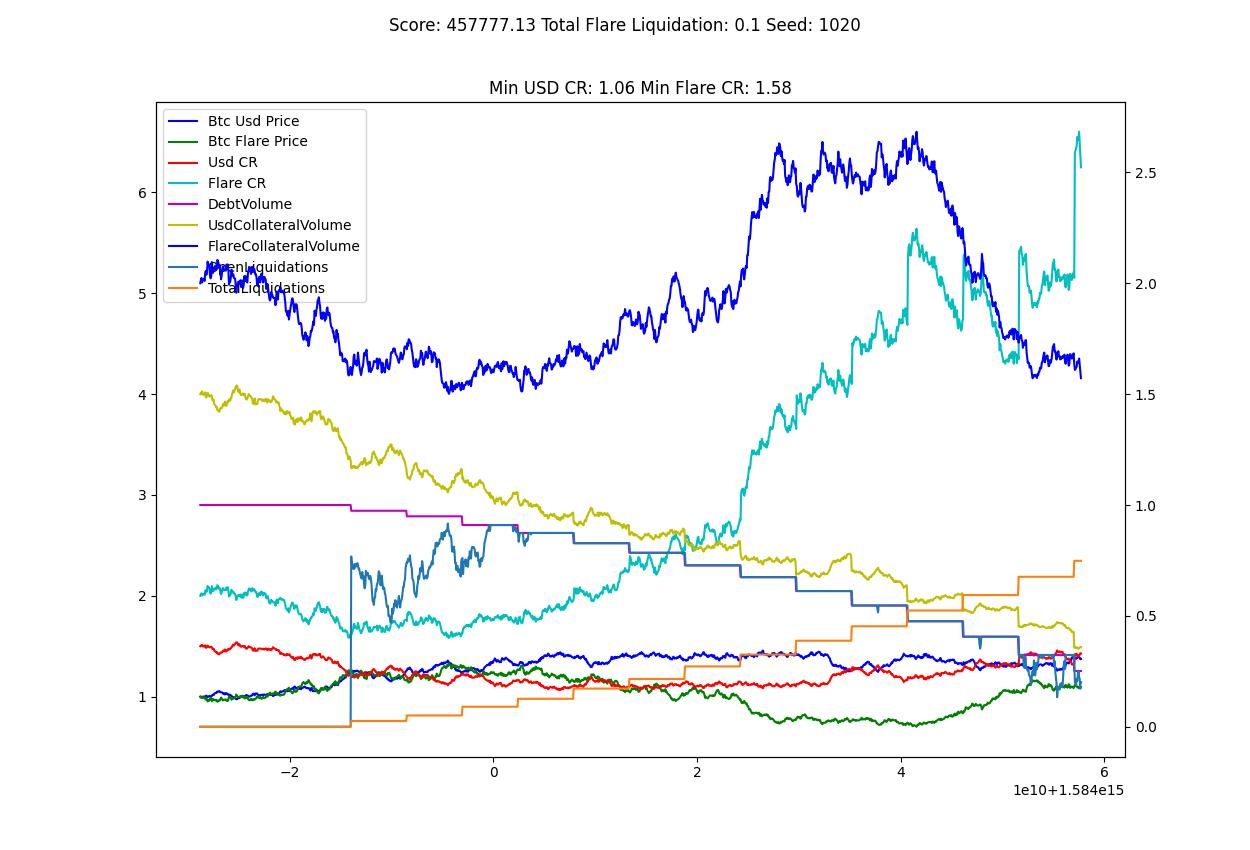 Score: 457777.13 Total Flare Liquidation: 0.1 Seed: 1020
Min USD CR: 1.06 Min Flare CR: 1.58
Btc Usd Price
Btc Flare Price
Usd CR
Flare CR
DebtVolume
UsdCollateralVolume
FlareCollateralVolume
OpenLiquidations
TotalLiquidations
6
5
4
3
2
1
2.5
2.0
1.5
1.0
0.5
0.0
−2
0
2
4
6
1e10+1.584e15